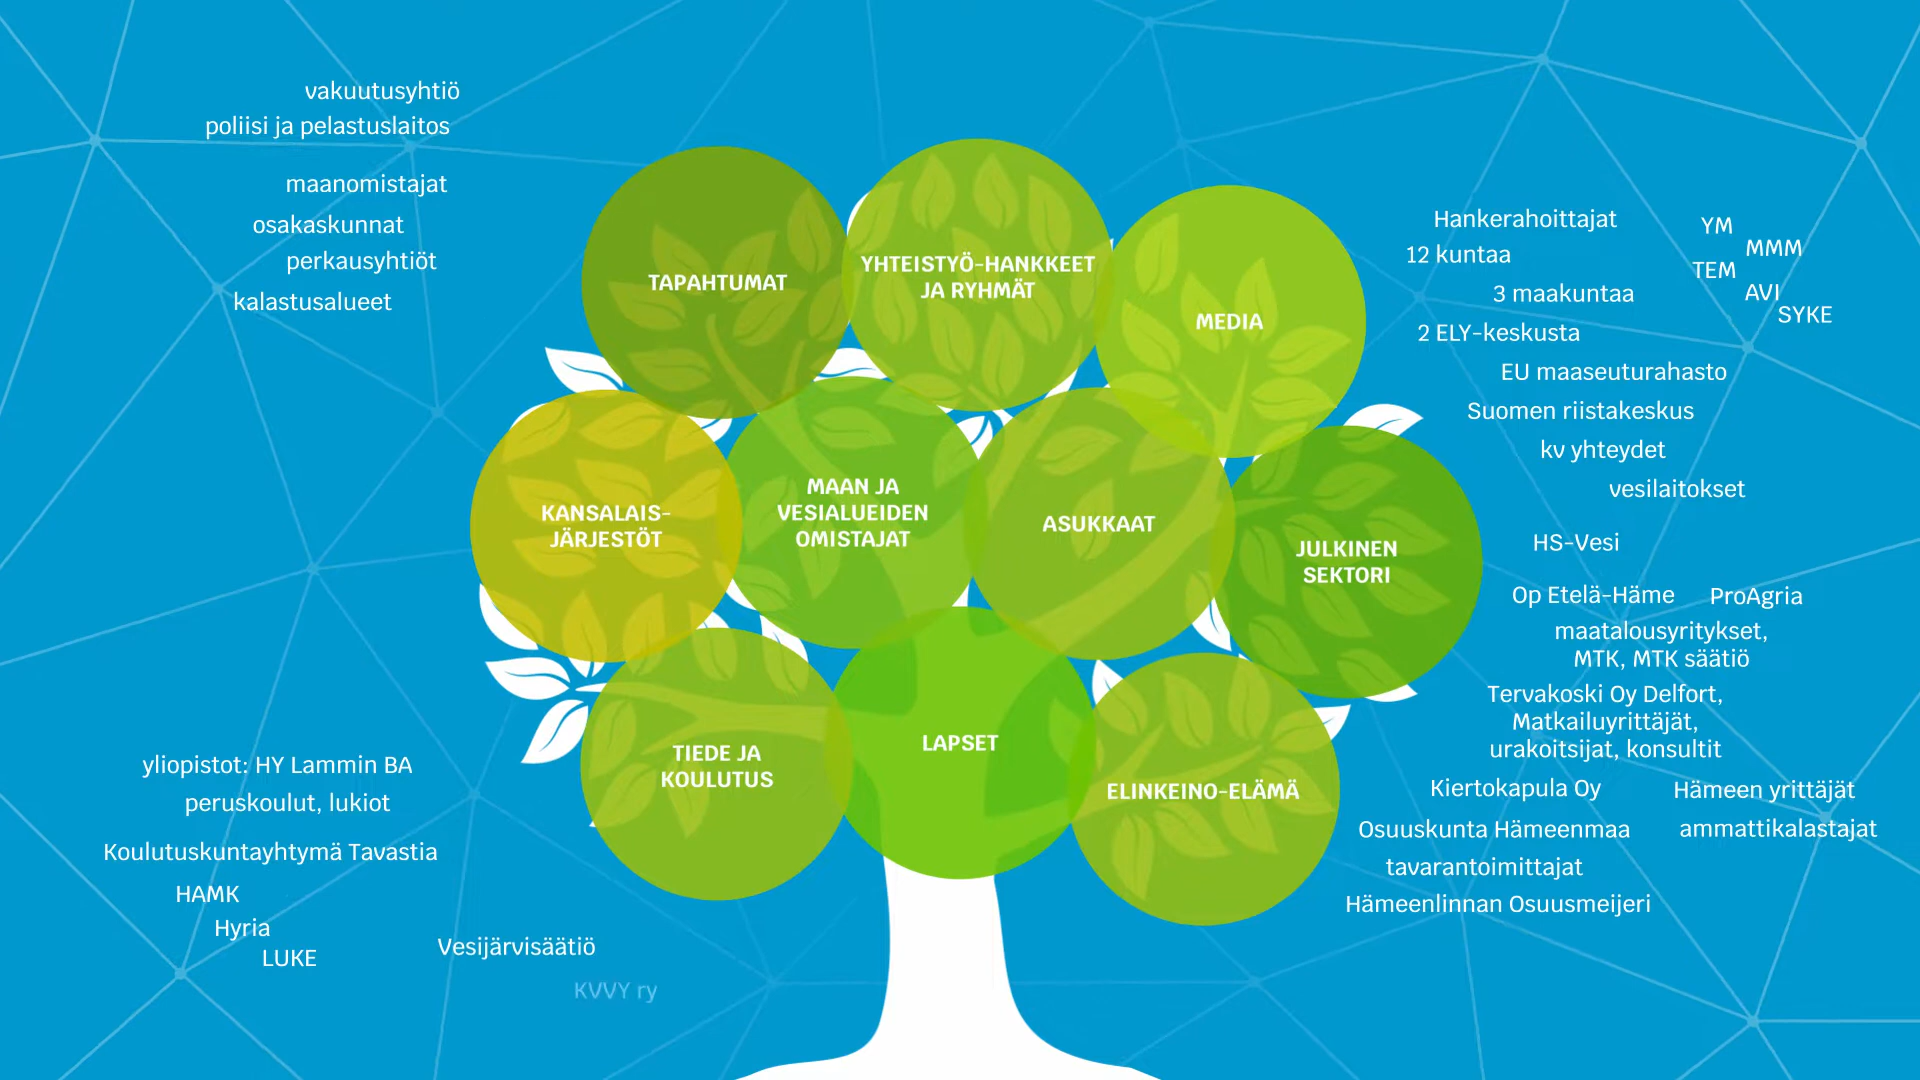 vakuutusyhtiö
poliisi ja pelastuslaitos
maanomistajat
osakaskunnat
perkausyhtiöt
kalastusalueet
TAPAHTUMAT
YHTEISTYÖ-HANKKEET
JA RYHMÄT
MEDIA
KANSALAIS-
JÄRJESTÖT
MAAN JA
VESIALUEIDEN
OMISTAJAT
ASUKKAAT
JULKINEN
SEKTORI
TIEDE JA
KOULUTUS
LAPSET
ELINKEINO-ELÄMÄ
Hankerahoittajat
12 kuntaa
3 maakuntaa
2 ELY-keskusta
YM
MMM
TEM
AVI
SYKE
EU maaseuturahasto
Suomen riistakeskus
kv yhteydet
vesilaitokset
HS-Vesi
Op Etelä-Häme
ProAgria
maatalousyritykset,
MTK, MTK säätiö
Tervakoski Oy Delfort,
Matkailuyrittäjät,
urakoitsijat, konsultit
Kiertokapula Oy
Hämeen yrittäjät
Osuuskunta Hämeenmaa
ammattikalastajat
tavarantoimittajat
Hämeenlinnan Osuusmeijeri
yliopistot: HY Lammin BA
peruskoulut, lukiot
Koulutuskuntayhtymä Tavastia
HAMK
Hyria
LUKE
Vesijärvisäätiö
KVVY ry